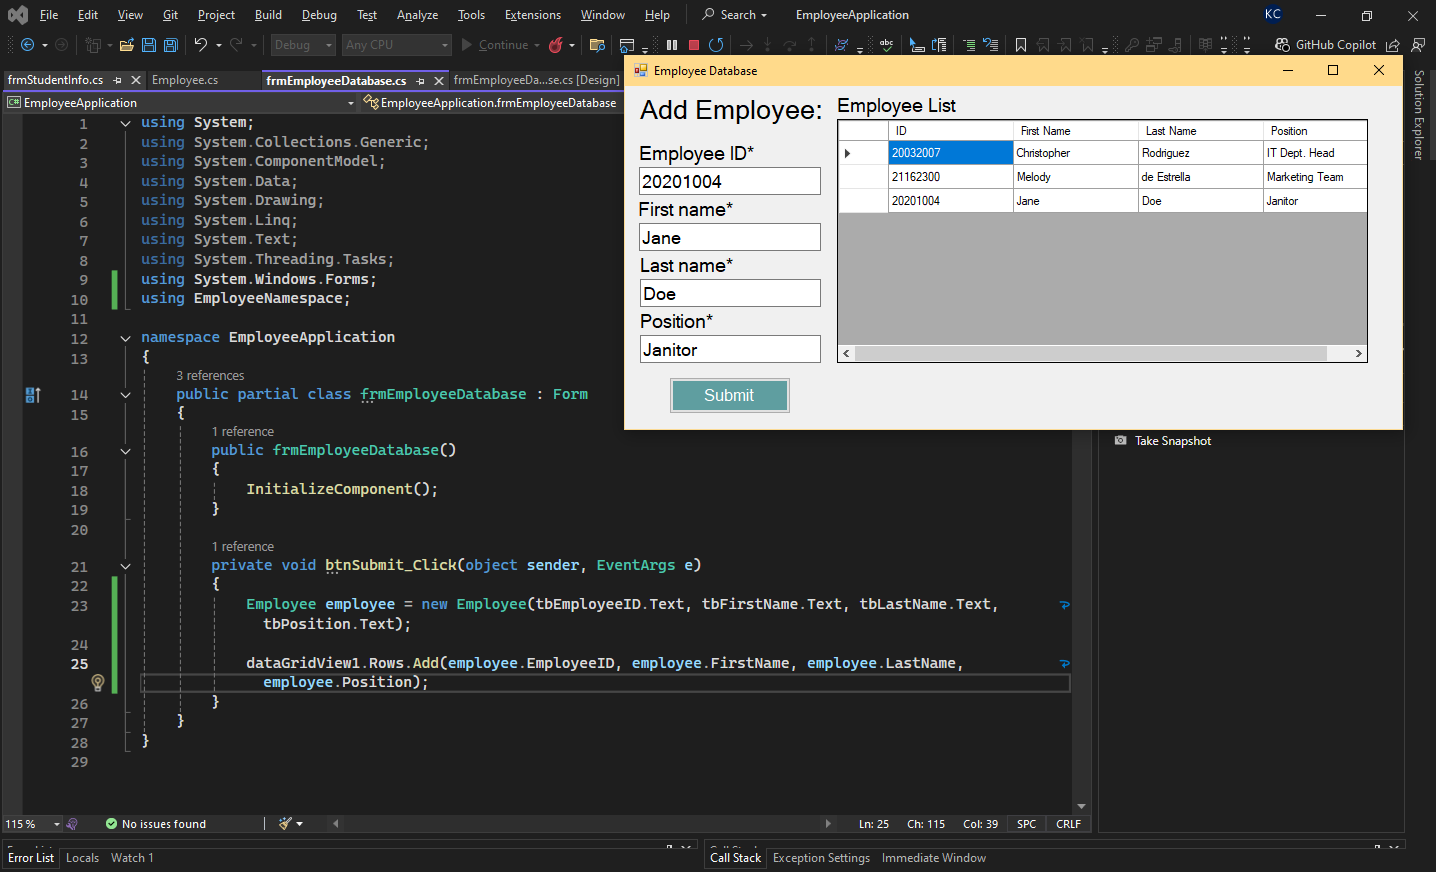 File Edit View Git Project Build Debug Test Analyze Tools Extensions Window Help Search EmployeeApplication KC
Debug Any CPU Continue GitHub Copilot
frmStudentInfo.cs Employee.cs frmEmployeeDatabase.cs frmEmployeeDa...se.cs [Design]
EmployeeApplication EmployeeApplication.frmEmployeeDatabase
1 using System;
2 using System.Collections.Generic;
3 using System.ComponentModel;
4 using System.Data;
5 using System.Drawing;
6 using System.Linq;
7 using System.Text;
8 using System.Threading.Tasks;
9 using System.Windows.Forms;
10 using EmployeeNamespace;
11
12 namespace EmployeeApplication
13 {
3 references
14 public partial class frmEmployeeDatabase : Form
15 {
1 reference
16 public frmEmployeeDatabase()
17 {
18 InitializeComponent();
19 }
20
1 reference
21 private void btnSubmit_Click(object sender, EventArgs e)
22 {
23 Employee employee = new Employee(tbEmployeeID.Text, tbFirstName.Text, tbLastName.Text,
tbPosition.Text);
24
25 dataGridView1.Rows.Add(employee.EmployeeID, employee.FirstName, employee.LastName,
employee.Position);
26 }
27 }
28 }
29
Employee Database
Add Employee:
Employee ID*
20201004
First name*
Jane
Last name*
Doe
Position*
Janitor
Submit
Employee List
ID First Name Last Name Position
20032007 Christopher Rodriguez IT Dept. Head
21162300 Melody de Estrella Marketing Team
20201004 Jane Doe Janitor
Solution Explorer
Take Snapshot
115 % No issues found Ln: 25 Ch: 115 Col: 39 SPC CRLF
Error List Locals Watch 1 Call Stack Exception Settings Immediate Window